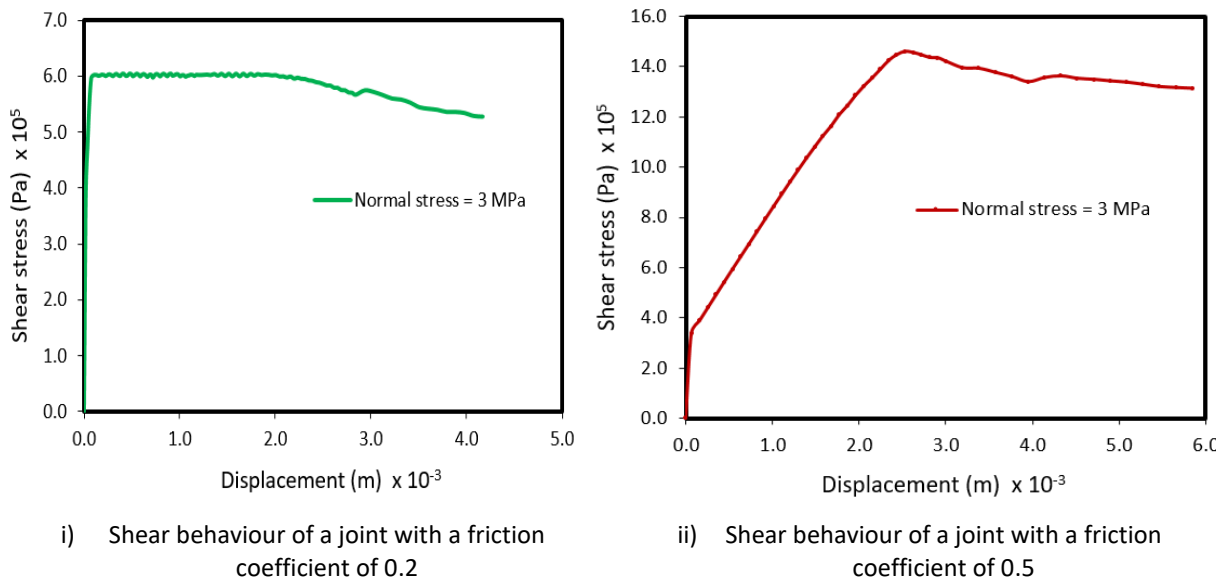 7.0
6.0
5.0
4.0
3.0
2.0
1.0
0.0
Shear stress (Pa) x 10⁵
Normal stress = 3 MPa
0.0 1.0 2.0 3.0 4.0 5.0
Displacement (m) x 10⁻³
i) Shear behaviour of a joint with a friction
coefficient of 0.2
16.0
14.0
12.0
10.0
8.0
6.0
4.0
2.0
0.0
Shear stress (Pa) x 10⁵
Normal stress = 3 MPa
0.0 1.0 2.0 3.0 4.0 5.0 6.0
Displacement (m) x 10⁻³
ii) Shear behaviour of a joint with a friction
coefficient of 0.5